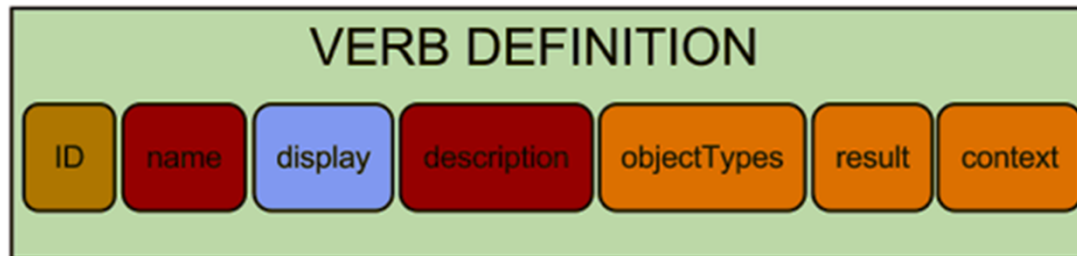 VERB DEFINITION
ID name display description objectTypes result context